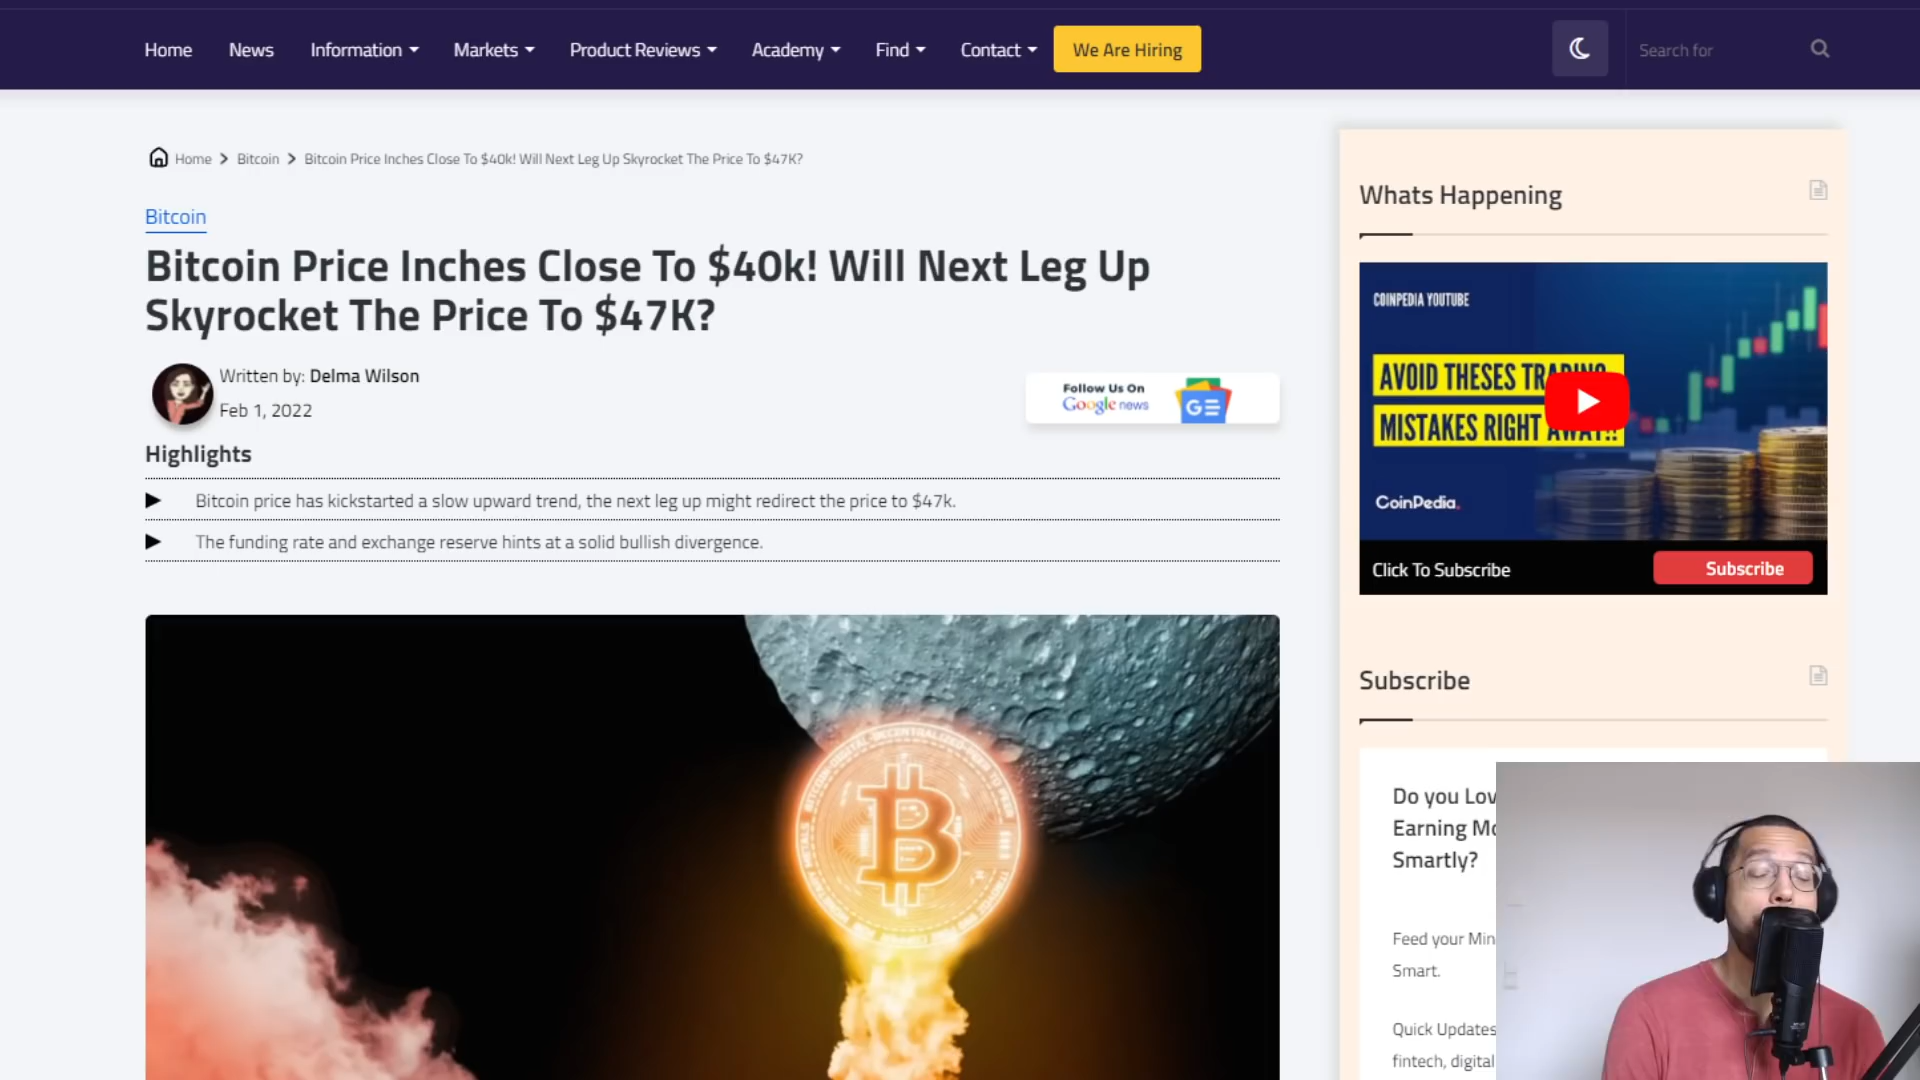 Home News Information Markets Product Reviews Academy Find Contact We Are Hiring Search for
Home > Bitcoin > Bitcoin Price Inches Close To $40k! Will Next Leg Up Skyrocket The Price To $47K?
Bitcoin
Bitcoin Price Inches Close To $40k! Will Next Leg Up
Skyrocket The Price To $47K?
Written by: Delma Wilson
Feb 1, 2022
Follow Us On
Google news
GE
Highlights
Bitcoin price has kickstarted a slow upward trend, the next leg up might redirect the price to $47k.
The funding rate and exchange reserve hints at a solid bullish divergence.
Whats Happening
COINPEDIA YOUTUBE
AVOID THESES TRADING
MISTAKES RIGHT AWAY!!
CoinPedia.
Click To Subscribe
Subscribe
Subscribe
Do you Lov
Earning Mo
Smartly?
Feed your Min
Smart.
Quick Updates
fintech, digital